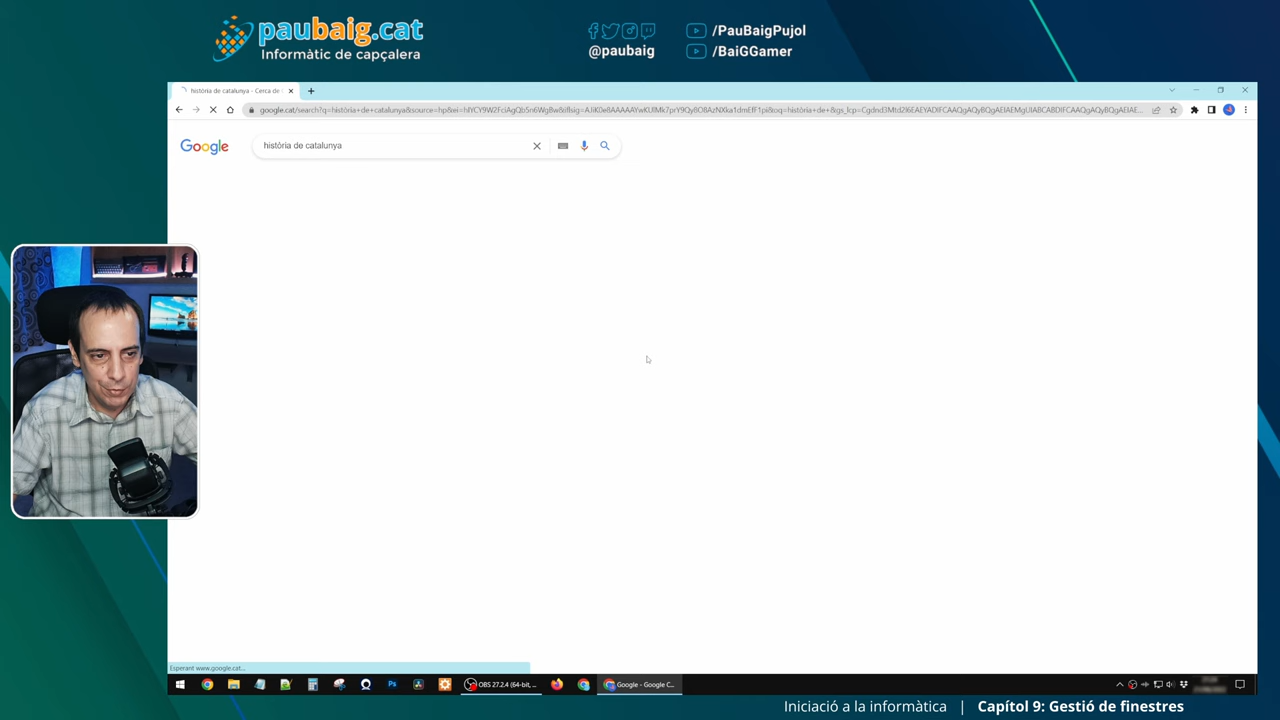 paubaig.cat
Informàtic de capçalera
@paubaig
/PauBaigPujol
/BaiGGamer
història de catalunya - Cerca de
Google
història de catalunya
Esperant www.google.cat...
Ps
OBS 27.2.4 (64-bit, ...
Google - Google C...
Iniciació a la informàtica | Capítol 9: Gestió de finestres